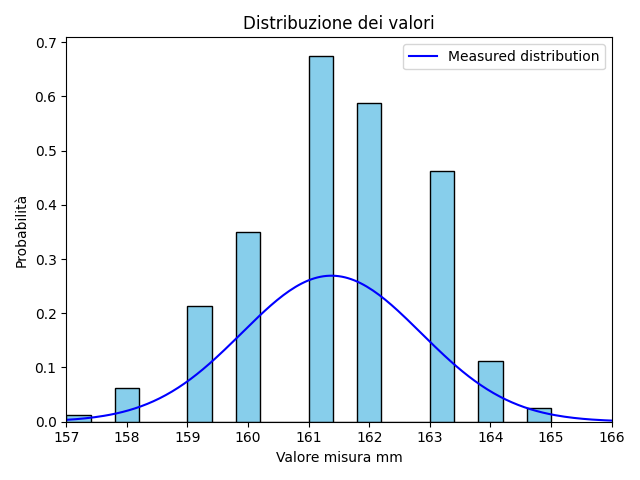 Distribuzione dei valori
Measured distribution
0.7
0.6
0.5
0.4
0.3
0.2
0.1
0.0
Probabilità
157 158 159 160 161 162 163 164 165 166
Valore misura mm